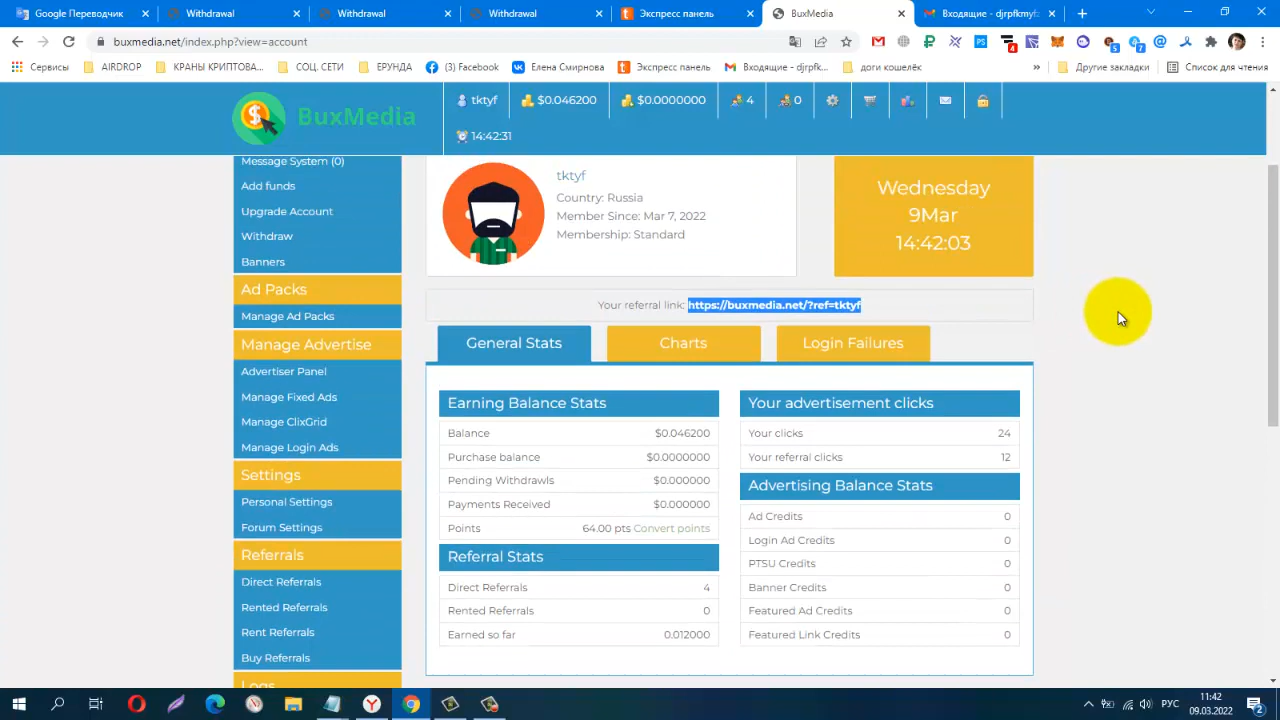 Google Переводчик
Withdrawal
Withdrawal
Withdrawal
Экспресс панель
BuxMedia
Входящие - djrpfkmyf
buxmedia.net/index.php?view=account
Сервисы
AIRDROP
КРАНЫ КРИПТОВА...
СОЦ. СЕТИ
ЕРУНДА
(3) Facebook
Елена Смирнова
Экспресс панель
Входящие - djrpfk...
доги кошелёк
»
Другие закладки
Список для чтения
BuxMedia
tktyf
$0.046200
$0.0000000
4
0
14:42:31
Message System (0)
Add funds
Upgrade Account
Withdraw
Banners
Ad Packs
Manage Ad Packs
Manage Advertise
Advertiser Panel
Manage Fixed Ads
Manage ClixGrid
Manage Login Ads
Settings
Personal Settings
Forum Settings
Referrals
Direct Referrals
Rented Referrals
Rent Referrals
Buy Referrals
Logs
tktyf
Country: Russia
Member Since: Mar 7, 2022
Membership: Standard
Wednesday
9Mar
14:42:03
Your referral link: https://buxmedia.net/?ref=tktyf
General Stats
Charts
Login Failures
Earning Balance Stats
Balance $0.046200
Purchase balance $0.0000000
Pending Withdrawls $0.000000
Payments Received $0.000000
Points 64.00 pts Convert points
Referral Stats
Direct Referrals 4
Rented Referrals 0
Earned so far 0.012000
Your advertisement clicks
Your clicks 24
Your referral clicks 12
Advertising Balance Stats
Ad Credits 0
Login Ad Credits 0
PTSU Credits 0
Banner Credits 0
Featured Ad Credits 0
Featured Link Credits 0
РУС
11:42
09.03.2022